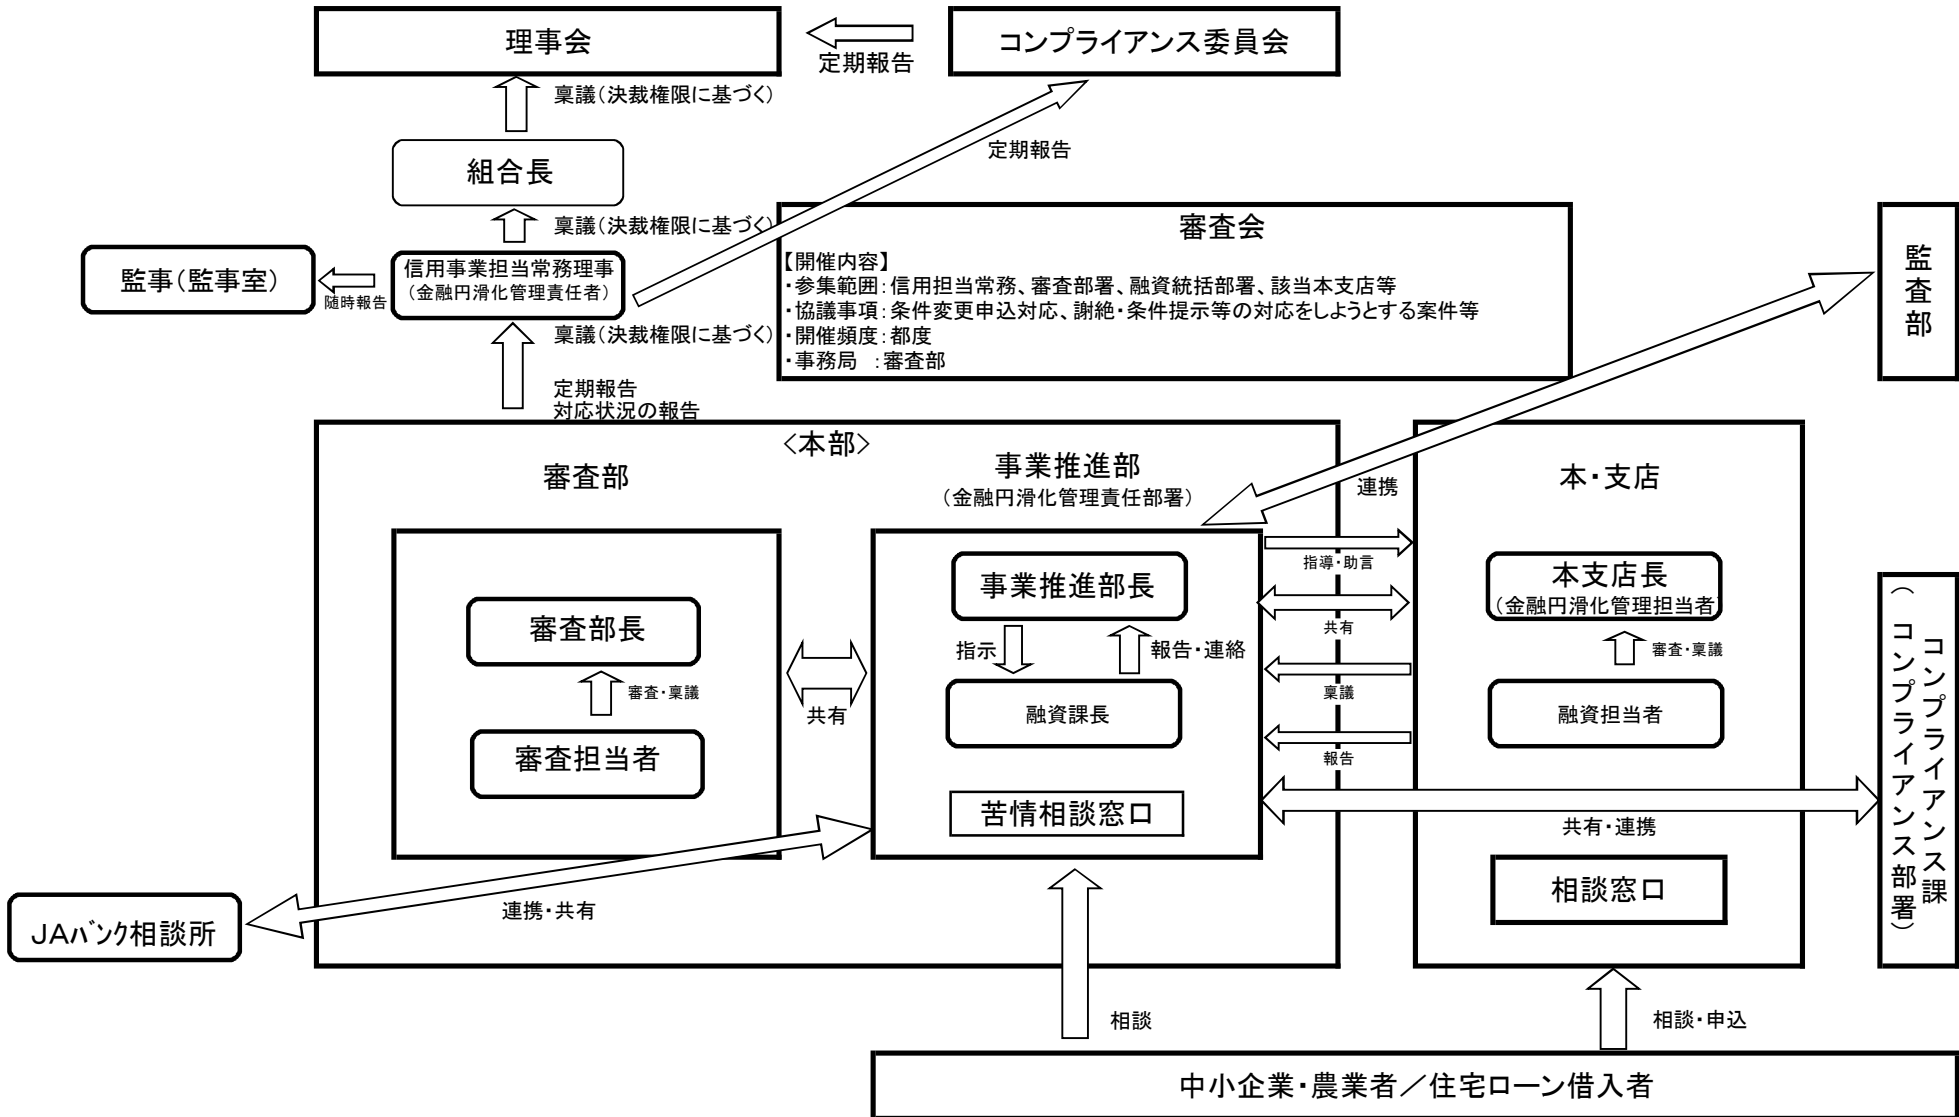 理事会
定期報告
コンプライアンス委員会
稟議(決裁権限に基づく)
組合長
定期報告
稟議(決裁権限に基づく)
監事(監事室)
随時報告
信用事業担当常務理事
(金融円滑化管理責任者)
稟議(決裁権限に基づく)
定期報告
対応状況の報告
審査会
【開催内容】
・参集範囲:信用担当常務、審査部署、融資統括部署、該当本支店等
・協議事項:条件変更申込対応、謝絶・条件提示等の対応をしようとする案件等
・開催頻度:都度
・事務局　:審査部
監査部
<本部>
審査部
事業推進部
(金融円滑化管理責任部署)
連携
本・支店
審査部長
審査・稟議
審査担当者
共有
事業推進部長
指示
報告・連絡
融資課長
苦情相談窓口
指導・助言
共有
稟議
報告
本支店長
(金融円滑化管理担当者)
審査・稟議
融資担当者
共有・連携
相談窓口
コンプライアンス課
(コンプライアンス部署)
JAバンク相談所
連携・共有
相談
相談・申込
中小企業・農業者/住宅ローン借入者